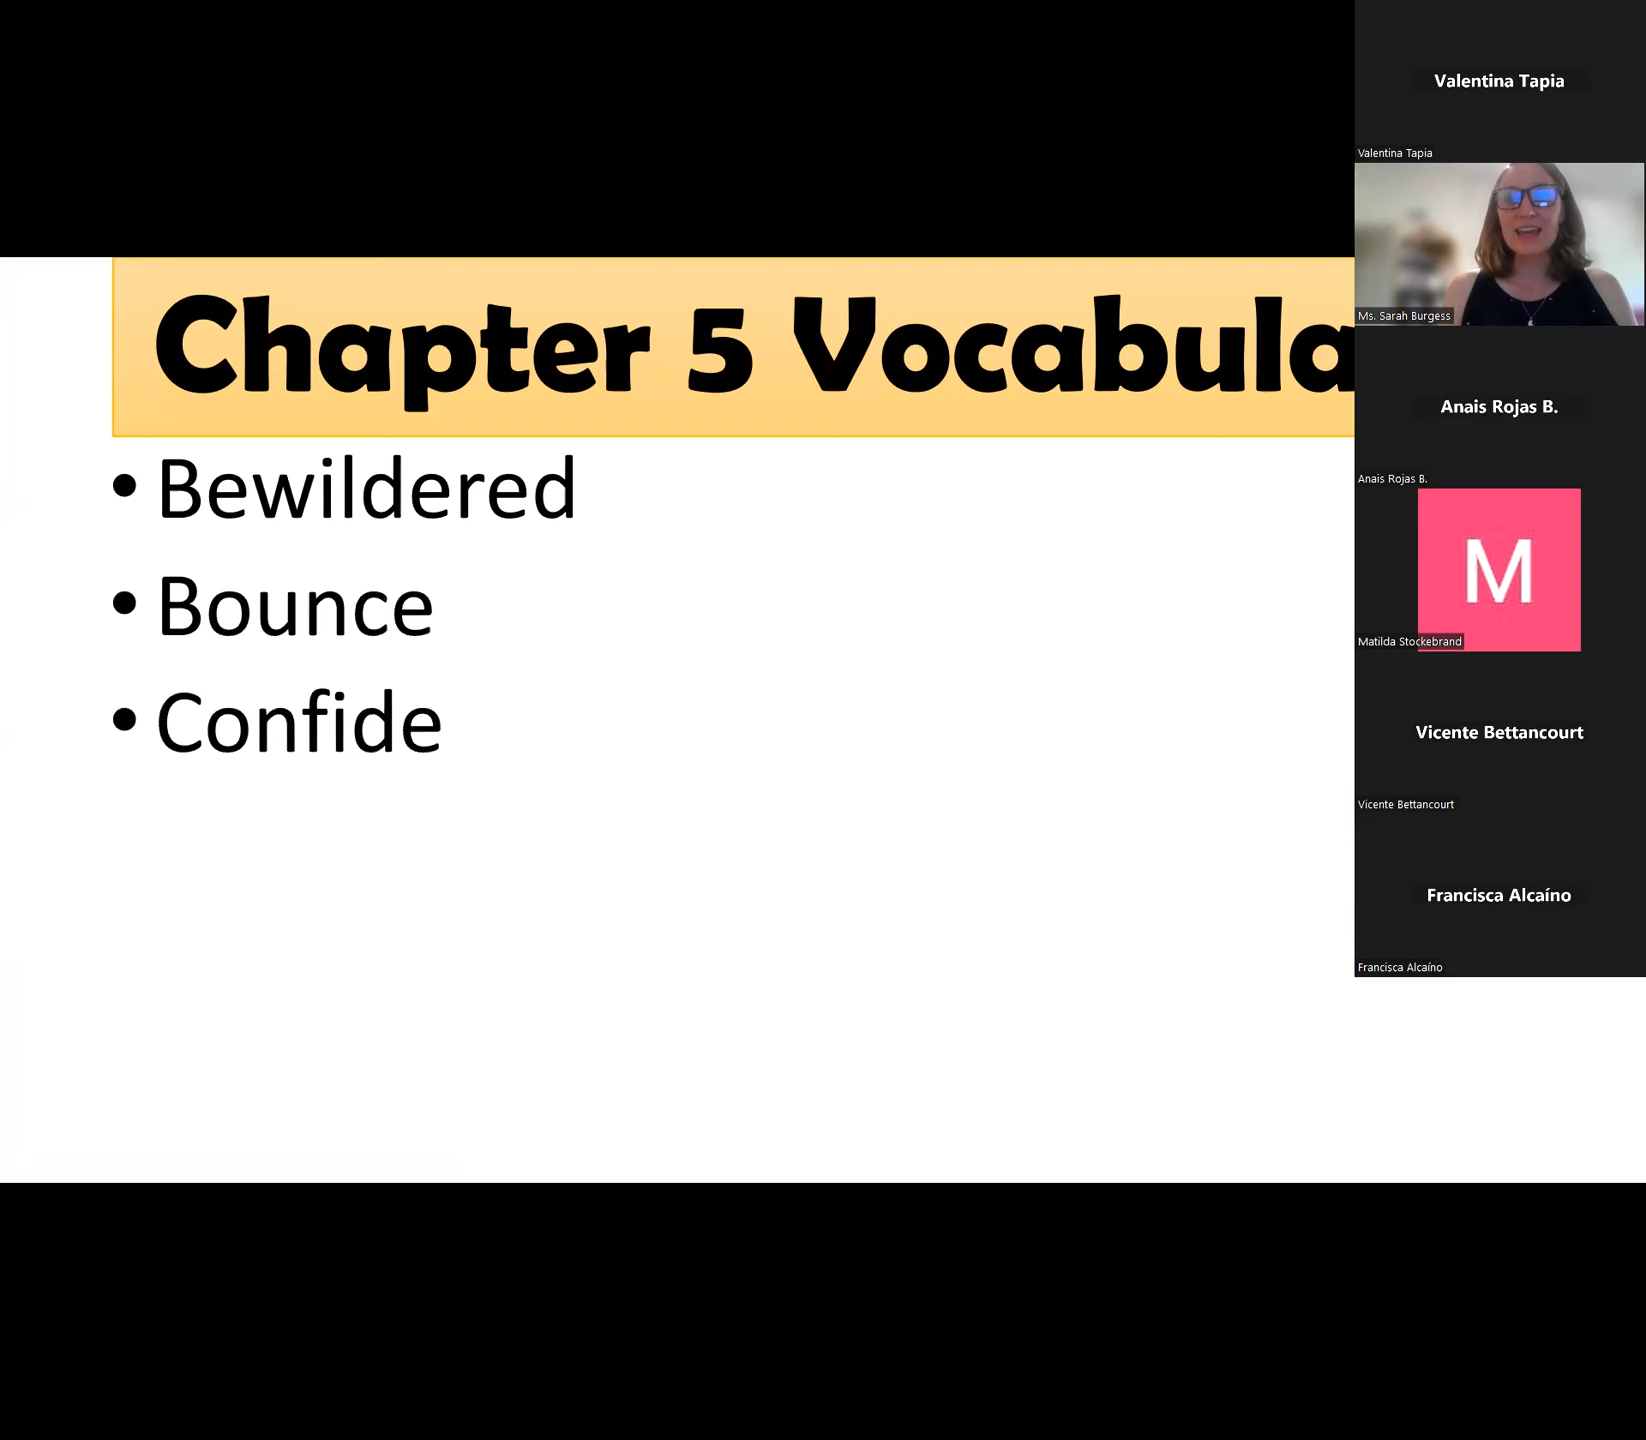 Chapter 5 Vocabula
• Bewildered
• Bounce
• Confide
Valentina Tapia
Valentina Tapia
Ms. Sarah Burgess
Anais Rojas B.
Anais Rojas B.
M
Matilda Stockebrand
Vicente Bettancourt
Vicente Bettancourt
Francisca Alcaíno
Francisca Alcaíno